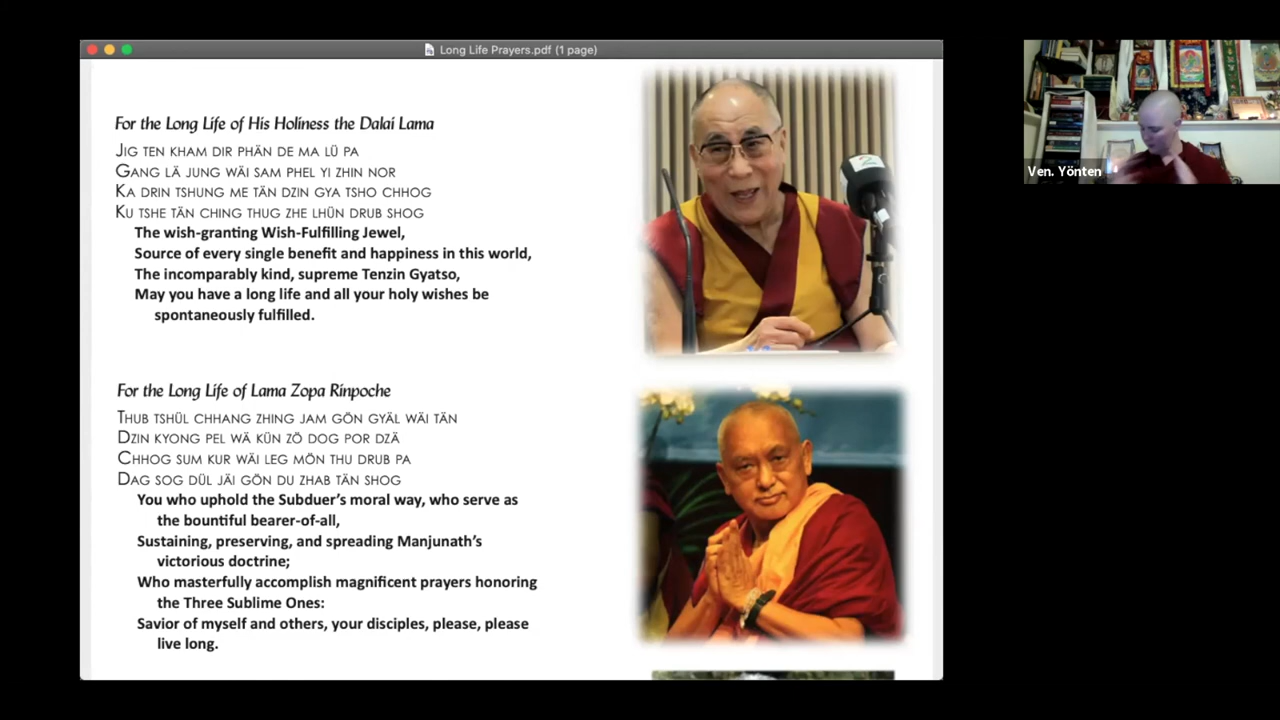 Long Life Prayers.pdf (1 page)
For the Long Life of His Holiness the Dalai Lama
JIG TEN KHAM DIR PHÄN DE MA LÜ PA
GANG LÄ JUNG WÄI SAM PHEL YI ZHIN NOR
KA DRIN TSHUNG ME TÄN DZIN GYA TSHO CHHOG
KU TSHE TÄN CHING THUG ZHE LHÜN DRUB SHOG
The wish-granting Wish-Fulfilling Jewel,
Source of every single benefit and happiness in this world,
The incomparably kind, supreme Tenzin Gyatso,
May you have a long life and all your holy wishes be
spontaneously fulfilled.
For the Long Life of Lama Zopa Rinpoche
THUB TSHÜL CHHANG ZHING JAM GÖN GYÄL WÄI TÄN
DZIN KYONG PEL WÄ KÜN ZÖ DOG POR DZÄ
CHHOG SUM KUR WÄI LEG MÖN THU DRUB PA
DAG SOG DÜL JÄI GÖN DU ZHAB TÄN SHOG
You who uphold the Subduer's moral way, who serve as
the bountiful bearer-of-all,
Sustaining, preserving, and spreading Manjunath's
victorious doctrine;
Who masterfully accomplish magnificent prayers honoring
the Three Sublime Ones:
Savior of myself and others, your disciples, please, please
live long.
2
Ven. Yönten